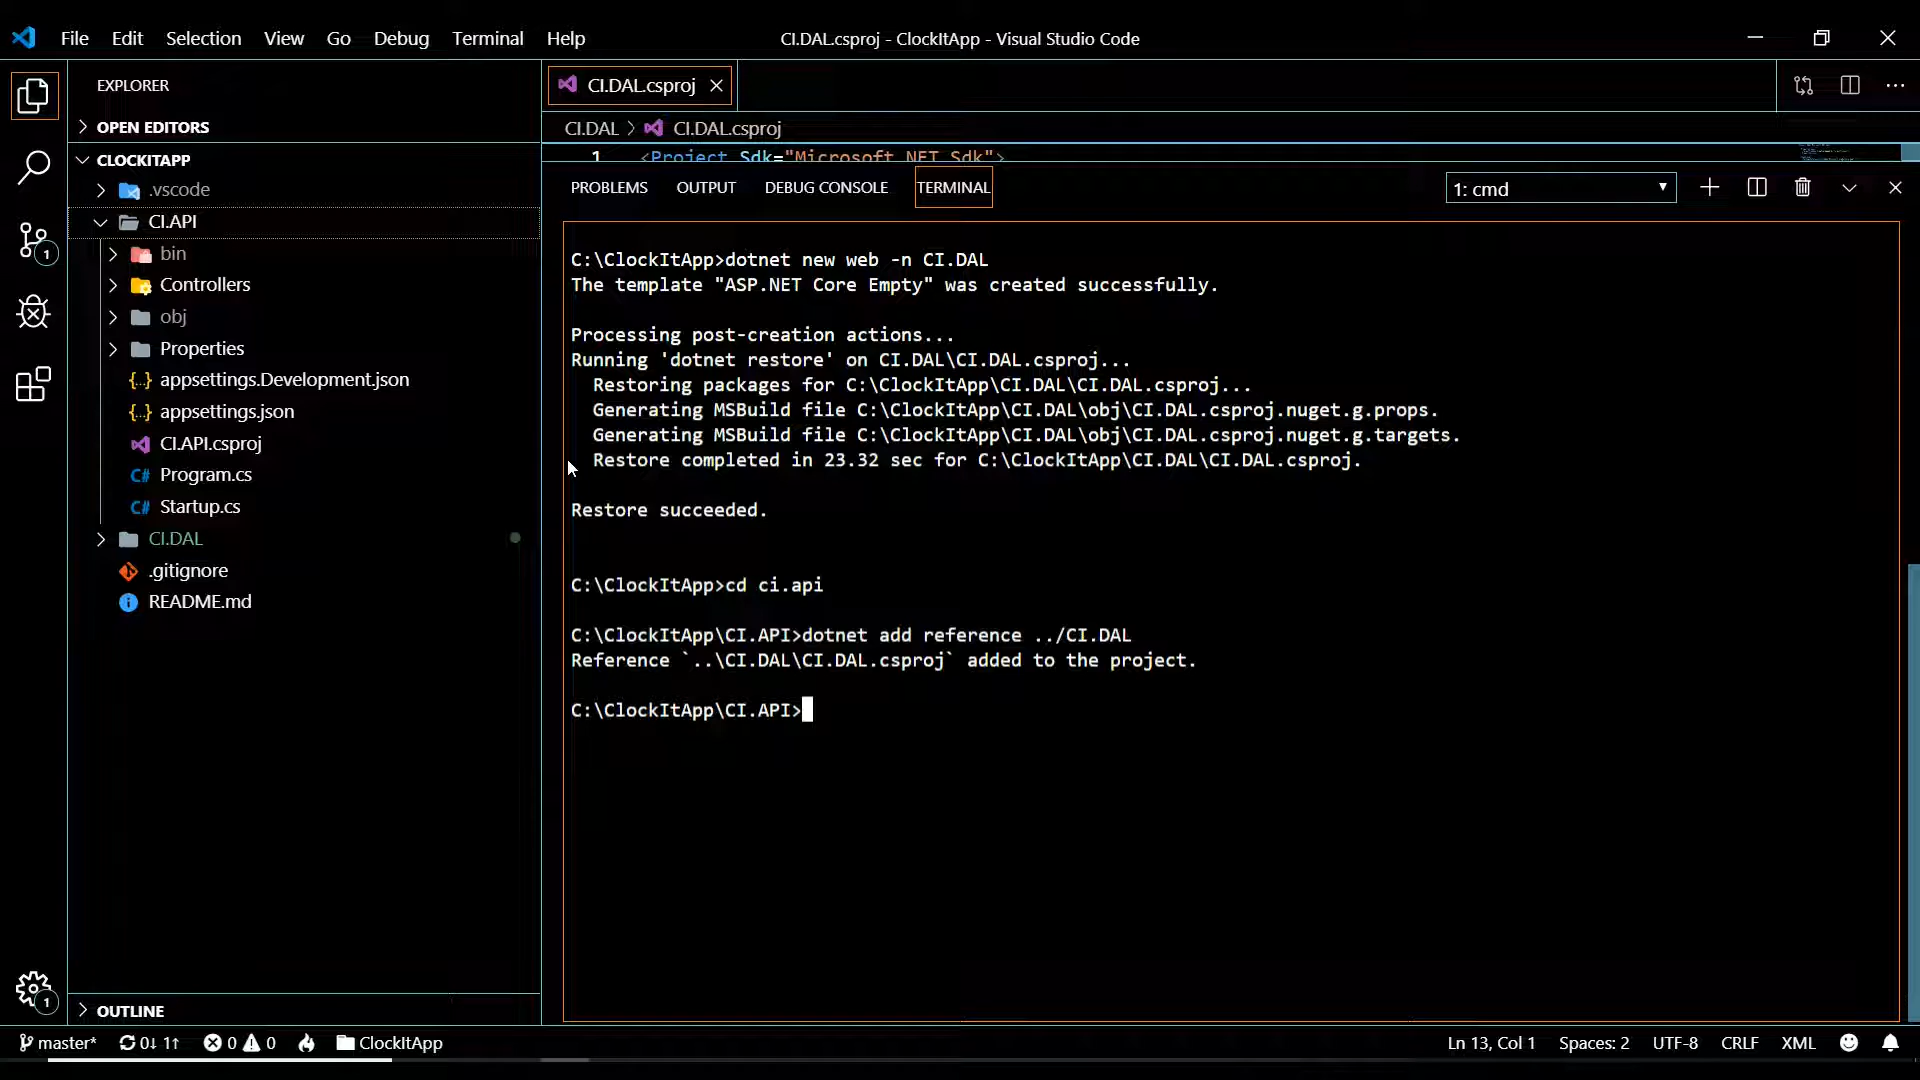 File Edit Selection View Go Debug Terminal Help
CI.DAL.csproj - ClockItApp - Visual Studio Code
EXPLORER
OPEN EDITORS
CLOCKITAPP
.vscode
CI.API
bin
Controllers
obj
Properties
{..} appsettings.Development.json
{..} appsettings.json
CI.API.csproj
C# Program.cs
C# Startup.cs
CI.DAL
.gitignore
README.md
OUTLINE
1
1
CI.DAL.csproj
CI.DAL > CI.DAL.csproj
1 <Project Sdk="Microsoft.NET.Sdk">
PROBLEMS OUTPUT DEBUG CONSOLE TERMINAL
1: cmd
C:\ClockItApp>dotnet new web -n CI.DAL
The template "ASP.NET Core Empty" was created successfully.
Processing post-creation actions...
Running 'dotnet restore' on CI.DAL\CI.DAL.csproj...
Restoring packages for C:\ClockItApp\CI.DAL\CI.DAL.csproj...
Generating MSBuild file C:\ClockItApp\CI.DAL\obj\CI.DAL.csproj.nuget.g.props.
Generating MSBuild file C:\ClockItApp\CI.DAL\obj\CI.DAL.csproj.nuget.g.targets.
Restore completed in 23.32 sec for C:\ClockItApp\CI.DAL\CI.DAL.csproj.
Restore succeeded.
C:\ClockItApp>cd ci.api
C:\ClockItApp\CI.API>dotnet add reference ../CI.DAL
Reference `..\CI.DAL\CI.DAL.csproj` added to the project.
C:\ClockItApp\CI.API>
master* 0↓ 1↑ 0 0 ClockItApp
Ln 13, Col 1 Spaces: 2 UTF-8 CRLF XML